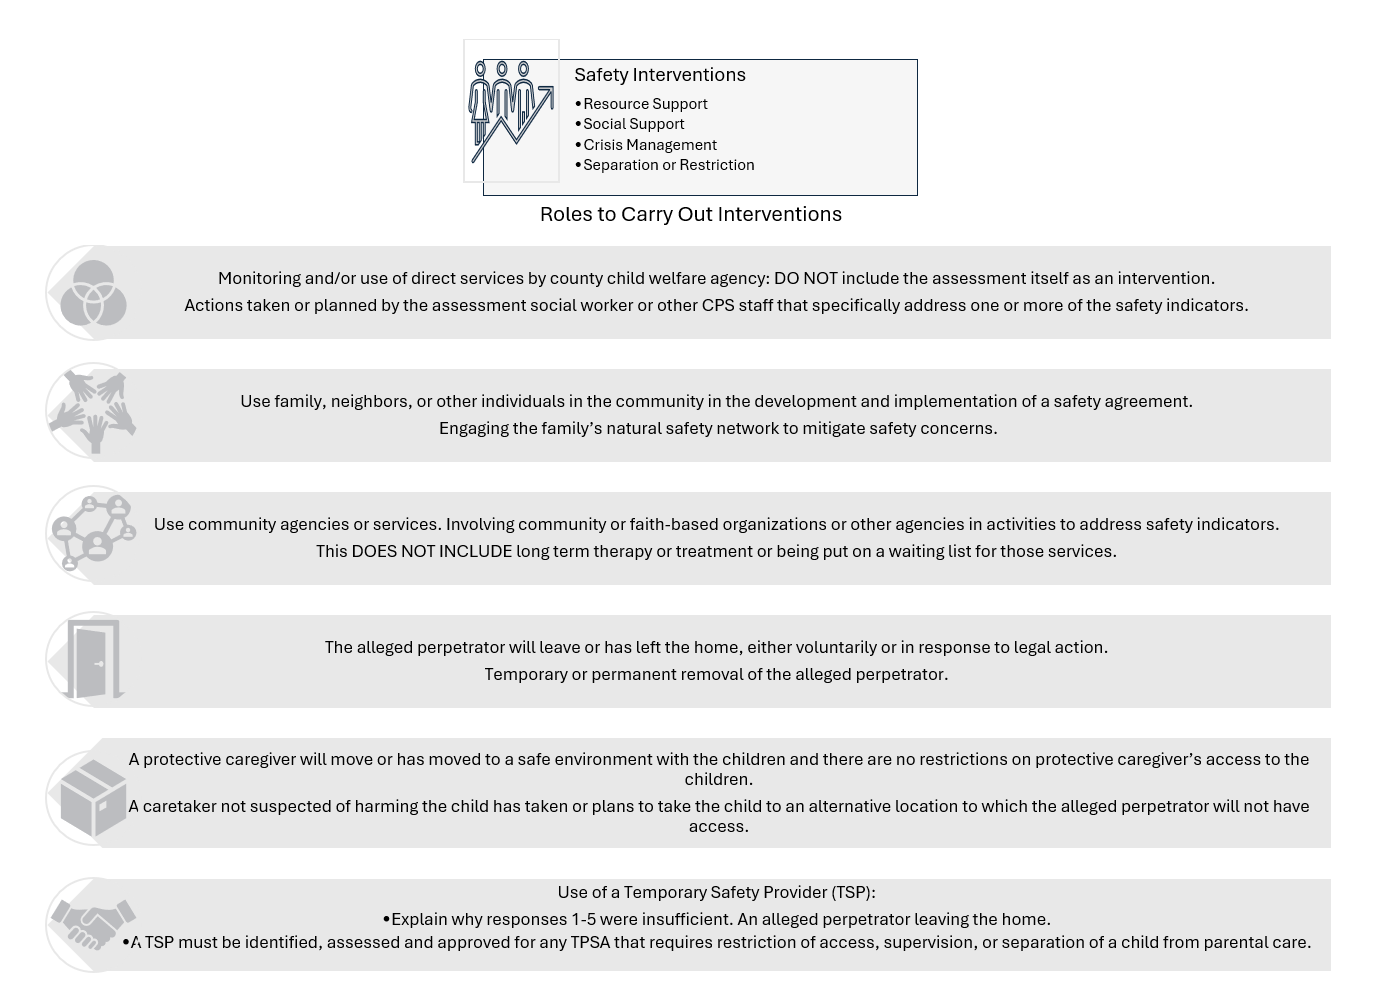 Safety Interventions
•Resource Support
•Social Support
•Crisis Management
•Separation or Restriction
Roles to Carry Out Interventions
Monitoring and/or use of direct services by county child welfare agency: DO NOT include the assessment itself as an intervention.
Actions taken or planned by the assessment social worker or other CPS staff that specifically address one or more of the safety indicators.
Use family, neighbors, or other individuals in the community in the development and implementation of a safety agreement.
Engaging the family’s natural safety network to mitigate safety concerns.
Use community agencies or services. Involving community or faith-based organizations or other agencies in activities to address safety indicators.
This DOES NOT INCLUDE long term therapy or treatment or being put on a waiting list for those services.
The alleged perpetrator will leave or has left the home, either voluntarily or in response to legal action.
Temporary or permanent removal of the alleged perpetrator.
A protective caregiver will move or has moved to a safe environment with the children and there are no restrictions on protective caregiver’s access to the
children.
A caretaker not suspected of harming the child has taken or plans to take the child to an alternative location to which the alleged perpetrator will not have
access.
Use of a Temporary Safety Provider (TSP):
•Explain why responses 1-5 were insufficient. An alleged perpetrator leaving the home.
•A TSP must be identified, assessed and approved for any TPSA that requires restriction of access, supervision, or separation of a child from parental care.